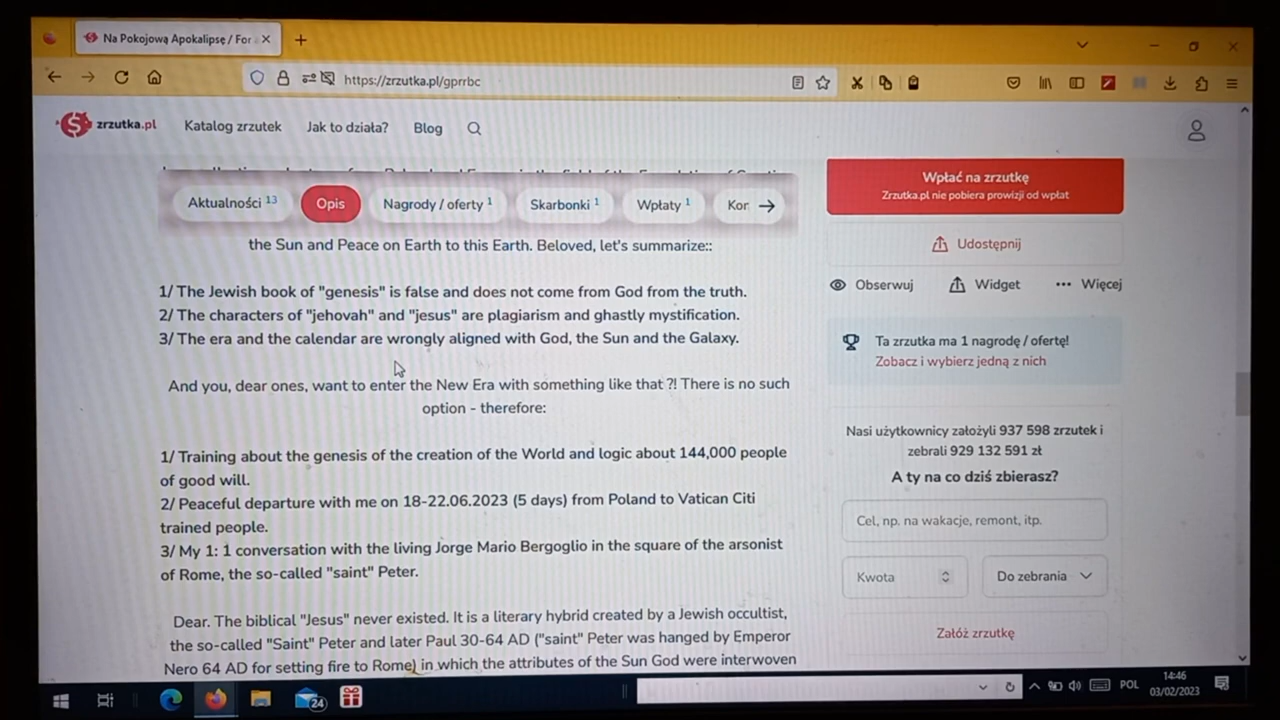 Na Pokojową Apokalipsę / For
https://zrzutka.pl/gprrbc
zrzutka.pl
Katalog zrzutek
Jak to działa?
Blog
Aktualności 13
Opis
Nagrody / oferty 1
Skarbonki 1
Wpłaty 1
Kor
the Sun and Peace on Earth to this Earth. Beloved, let's summarize::
1/ The Jewish book of "genesis" is false and does not come from God from the truth.
2/ The characters of "jehovah" and "jesus" are plagiarism and ghastly mystification.
3/ The era and the calendar are wrongly aligned with God, the Sun and the Galaxy.
And you, dear ones, want to enter the New Era with something like that ?! There is no such
option - therefore:
1/ Training about the genesis of the creation of the World and logic about 144,000 people
of good will.
2/ Peaceful departure with me on 18-22.06.2023 (5 days) from Poland to Vatican Citi
trained people.
3/ My 1: 1 conversation with the living Jorge Mario Bergoglio in the square of the arsonist
of Rome, the so-called "saint" Peter.
Dear. The biblical "Jesus" never existed. It is a literary hybrid created by a Jewish occultist,
the so-called "Saint" Peter and later Paul 30-64 AD ("saint" Peter was hanged by Emperor
Nero 64 AD for setting fire to Rome) in which the attributes of the Sun God were interwoven
Wpłać na zrzutkę
Zrzutka.pl nie pobiera prowizji od wpłat
Udostępnij
Obserwuj
Widget
Więcej
Ta zrzutka ma 1 nagrodę / ofertę!
Zobacz i wybierz jedną z nich
Nasi użytkownicy założyli 937 598 zrzutek i
zebrali 929 132 591 zł
A ty na co dziś zbierasz?
Cel, np. na wakacje, remont, itp.
Kwota
Do zebrania
Załóż zrzutkę
24
POL
14:46
03/02/2023